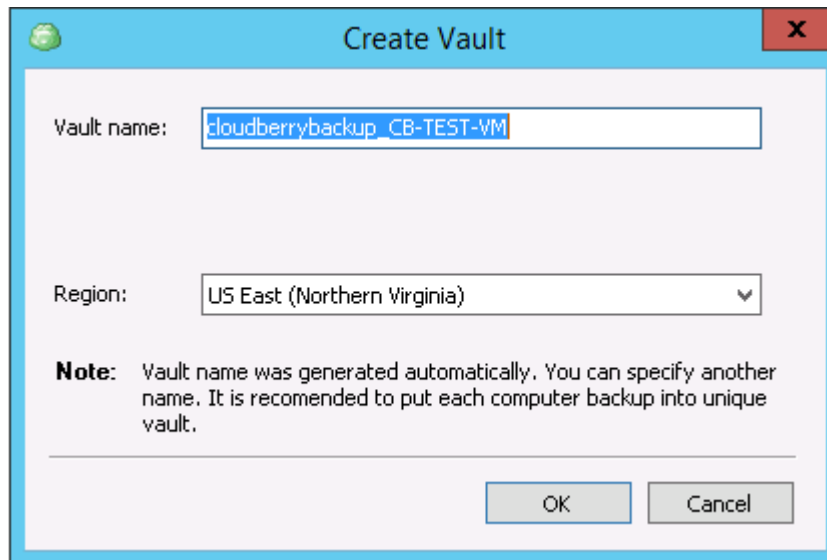 Create Vault
x
Vault name: cloudberrybackup_CB-TEST-VM
Region: US East (Northern Virginia)
Note: Vault name was generated automatically. You can specify another
name. It is recomended to put each computer backup into unique
vault.
OK Cancel